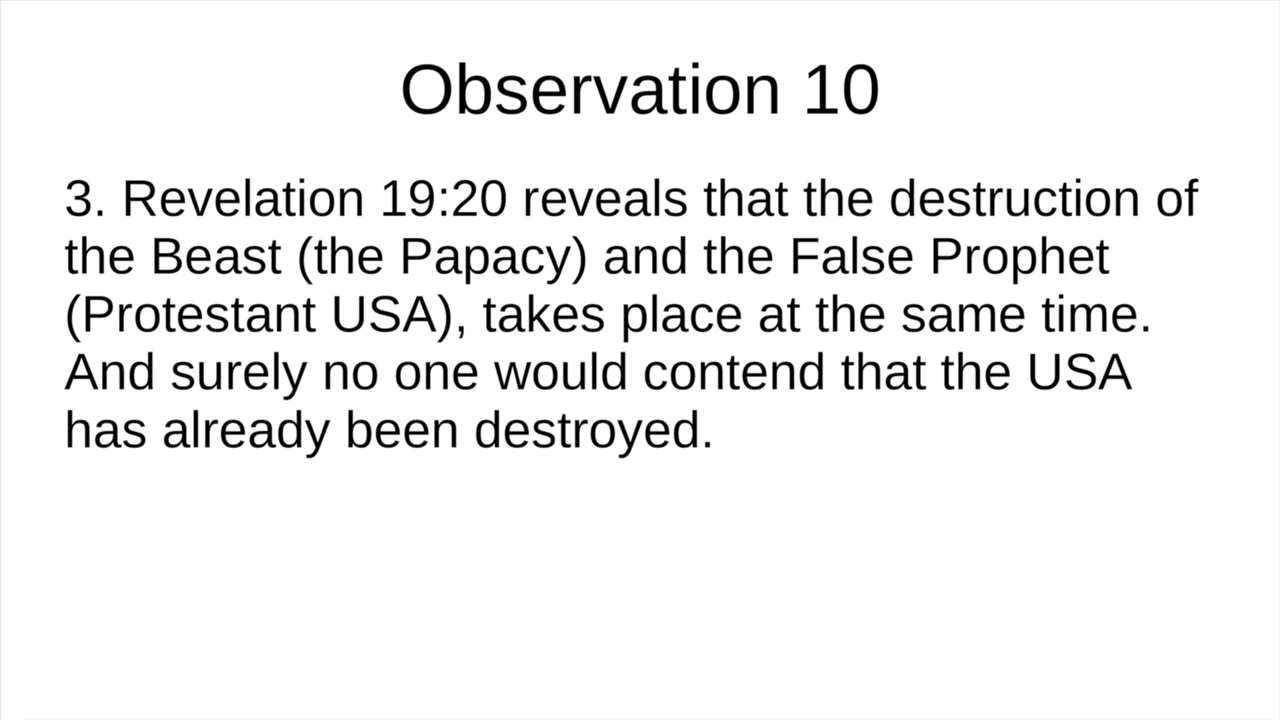 Observation 10
3. Revelation 19:20 reveals that the destruction of
the Beast (the Papacy) and the False Prophet
(Protestant USA), takes place at the same time.
And surely no one would contend that the USA
has already been destroyed.